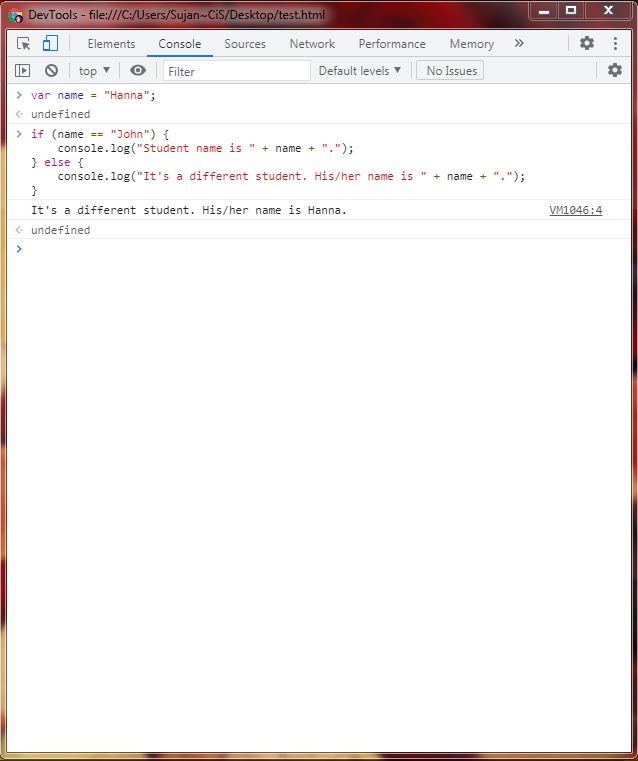 DevTools - file:///C:/Users/Sujan~CiS/Desktop/test.html
Elements Console Sources Network Performance Memory »
top ▼ Filter Default levels ▼ No Issues
> var name = "Hanna";
<· undefined
> if (name == "John") {
    console.log("Student name is " + name + ".");
} else {
    console.log("It's a different student. His/her name is " + name + ".");
}
It's a different student. His/her name is Hanna. VM1046:4
<· undefined
>